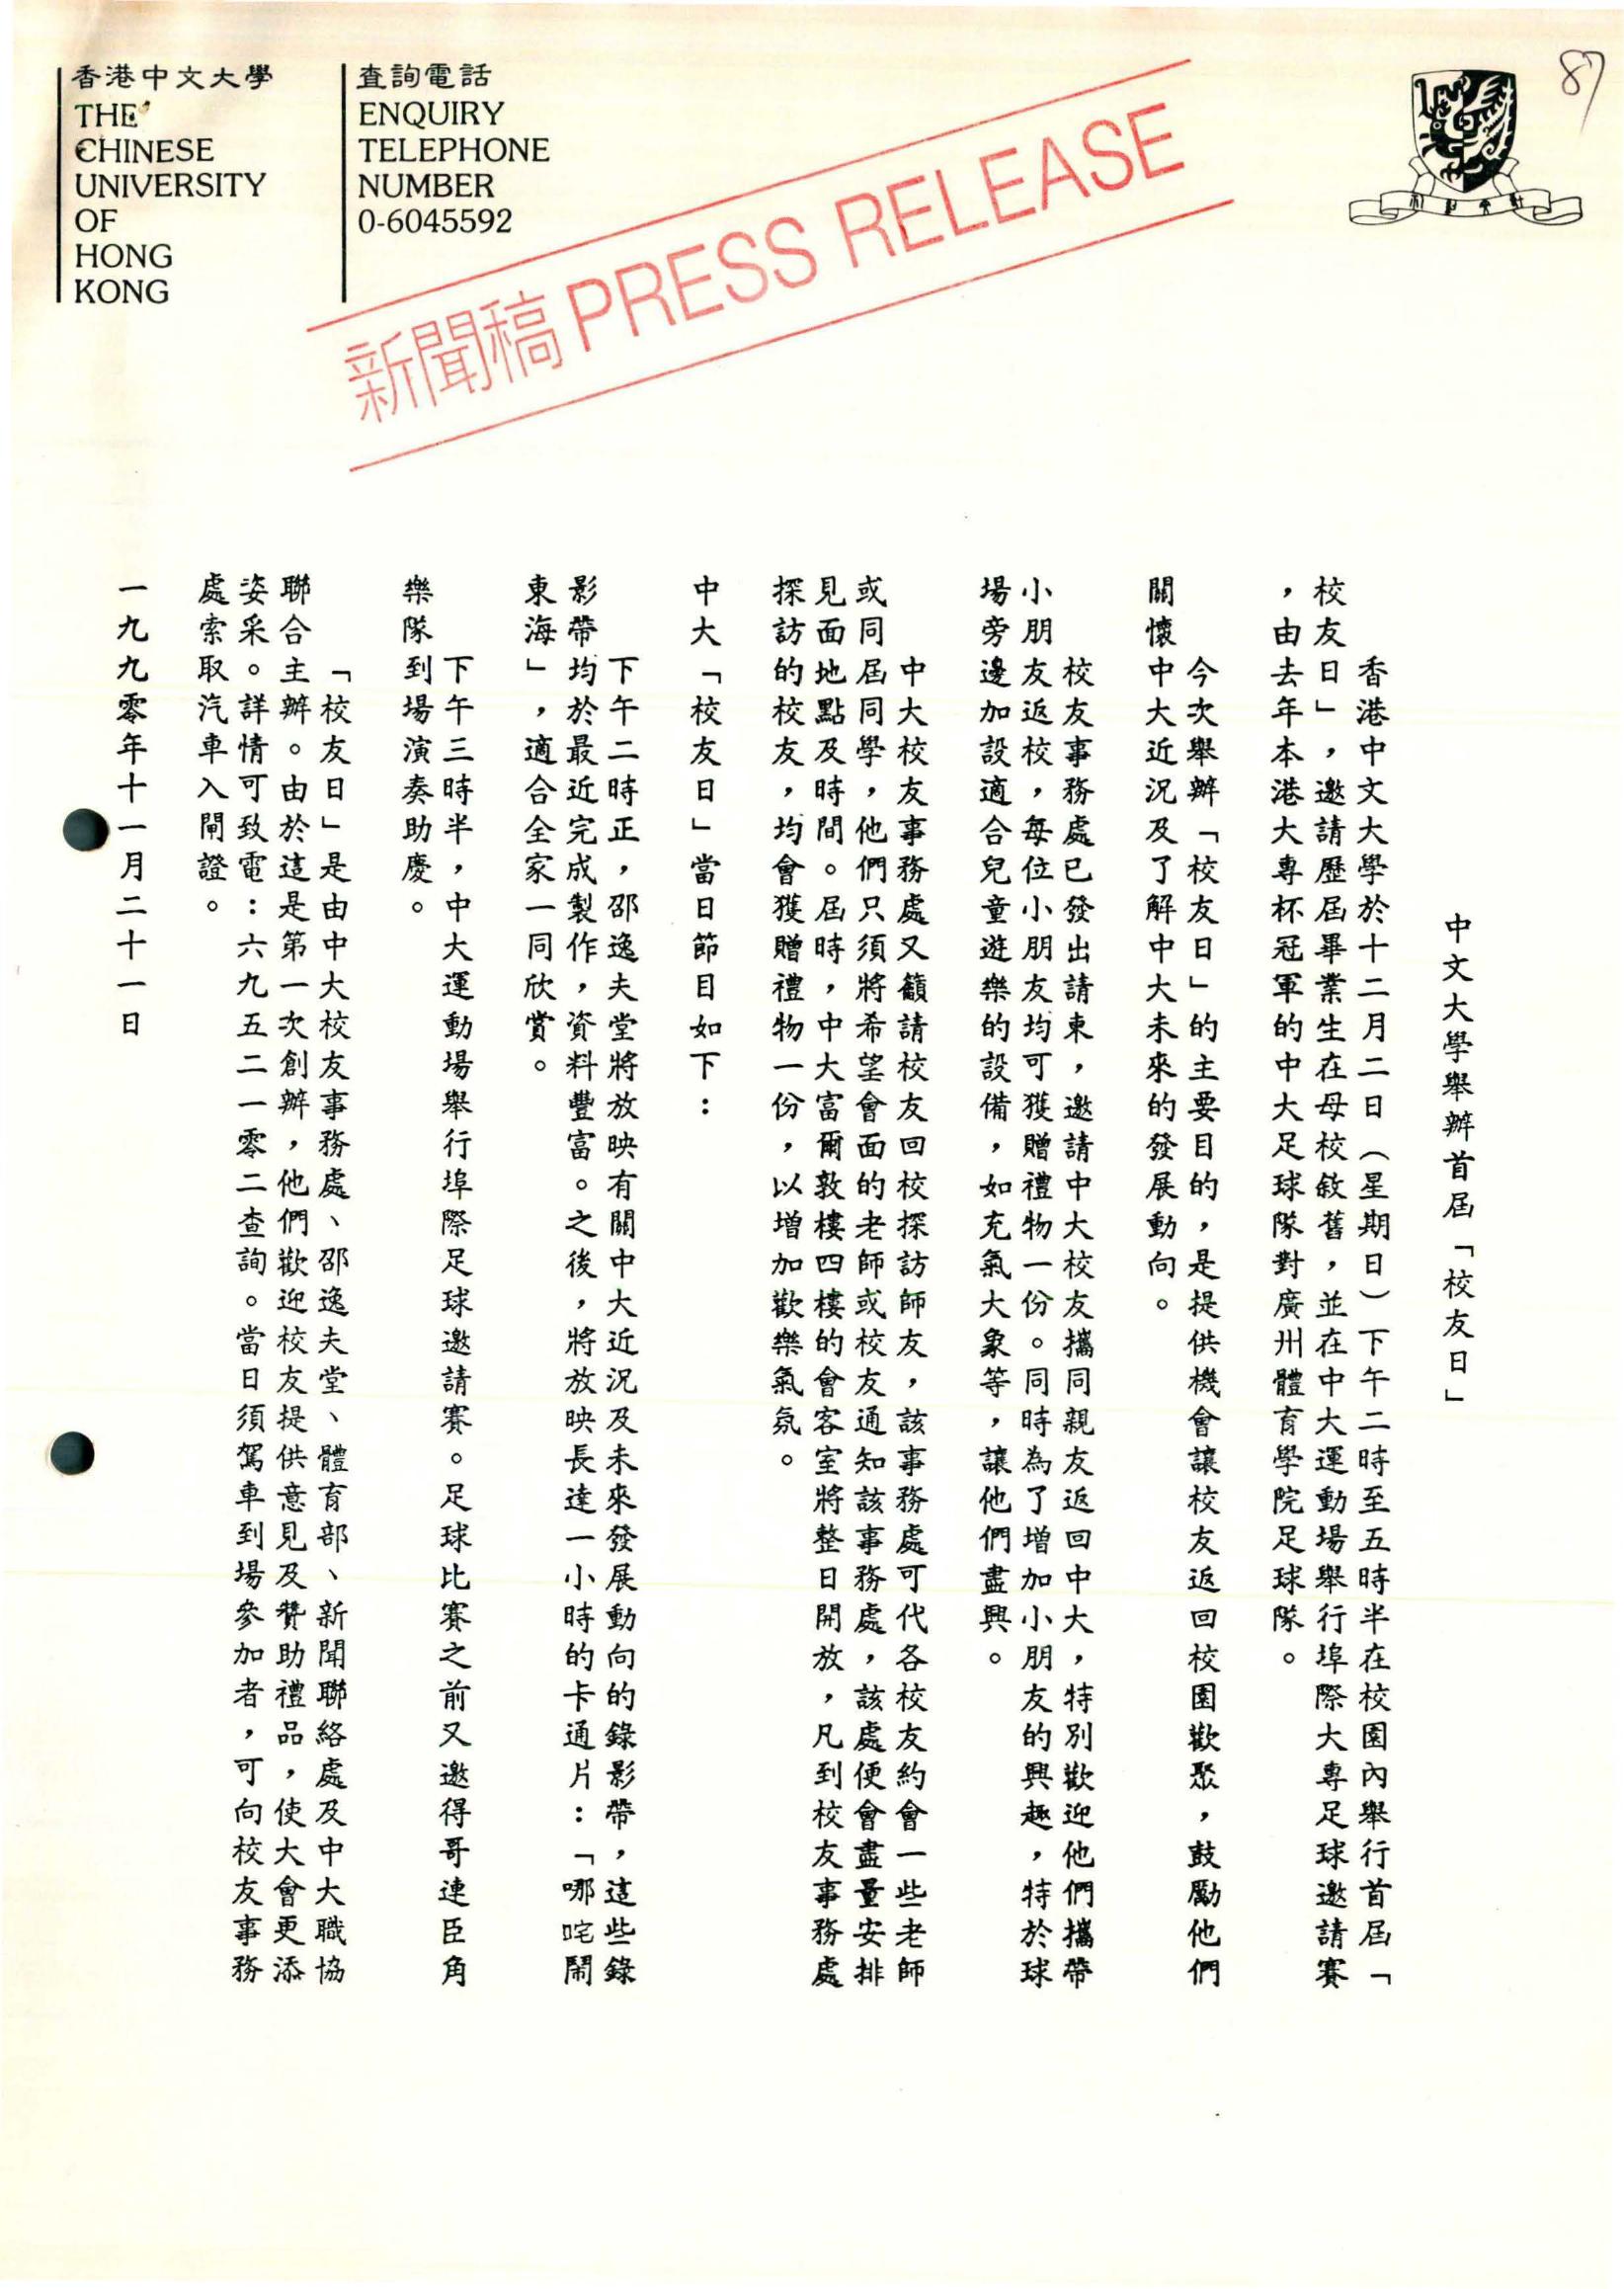 香港中文大學
THE
CHINESE
UNIVERSITY
OF
HONG
KONG
查詢電話
ENQUIRY
TELEPHONE
NUMBER
0-6045592
87
新聞稿 PRESS RELEASE
中文大學舉辦首屆「校友日」
香港中文大學於十二月二日(星期日)下午二時至五時半在校園內舉行首屆「
校友日」,邀請歷屆畢業生在母校敘舊,並在中大運動場舉行埠際大專足球邀請賽
,由去年本港大專杯冠軍的中大足球隊對廣州體育學院足球隊。
今次舉辦「校友日」的主要目的,是提供機會讓校友返回校園歡聚,鼓勵他們
關懷中大近況及了解中大未來的發展動向。
校友事務處已發出請柬,邀請中大校友攜同親友返回中大,特別歡迎他們攜帶
小朋友返校,每位小朋友均可獲贈禮物一份。同時為了增加小朋友的興趣,特於球
場旁邊加設適合兒童遊樂的設備,如充氣大象等,讓他們盡興。
中大校友事務處又籲請校友回校探訪師友,該事務處可代各校友約會一些老師
或同屆同學,他們只須將希望會面的老師或校友通知該事務處,該處便會盡量安排
見面地點及時間。屆時,中大富爾敦樓四樓的會客室將整日開放,凡到校友事務處
探訪的校友,均會獲贈禮物一份,以增加歡樂氣氛。
中大「校友日」當日節目如下:
下午二時正,邵逸夫堂將放映有關中大近況及未來發展動向的錄影帶,這些錄
影帶均於最近完成製作,資料豐富。之後,將放映長達一小時的卡通片:「哪咤鬧
東海」,適合全家一同欣賞。
下午三時半,中大運動場舉行埠際足球邀請賽。足球比賽之前又邀得哥連臣角
樂隊到場演奏助慶。
「校友日」是由中大校友事務處、邵逸夫堂、體育部、新聞聯絡處及中大職協
聯合主辦。由於這是第一次創辦,他們歡迎校友提供意見及贊助禮品,使大會更添
姿采。詳情可致電:六九五二一零二查詢。當日須駕車到場參加者,可向校友事務
處索取汽車入閘證。
一九九零年十一月二十一日